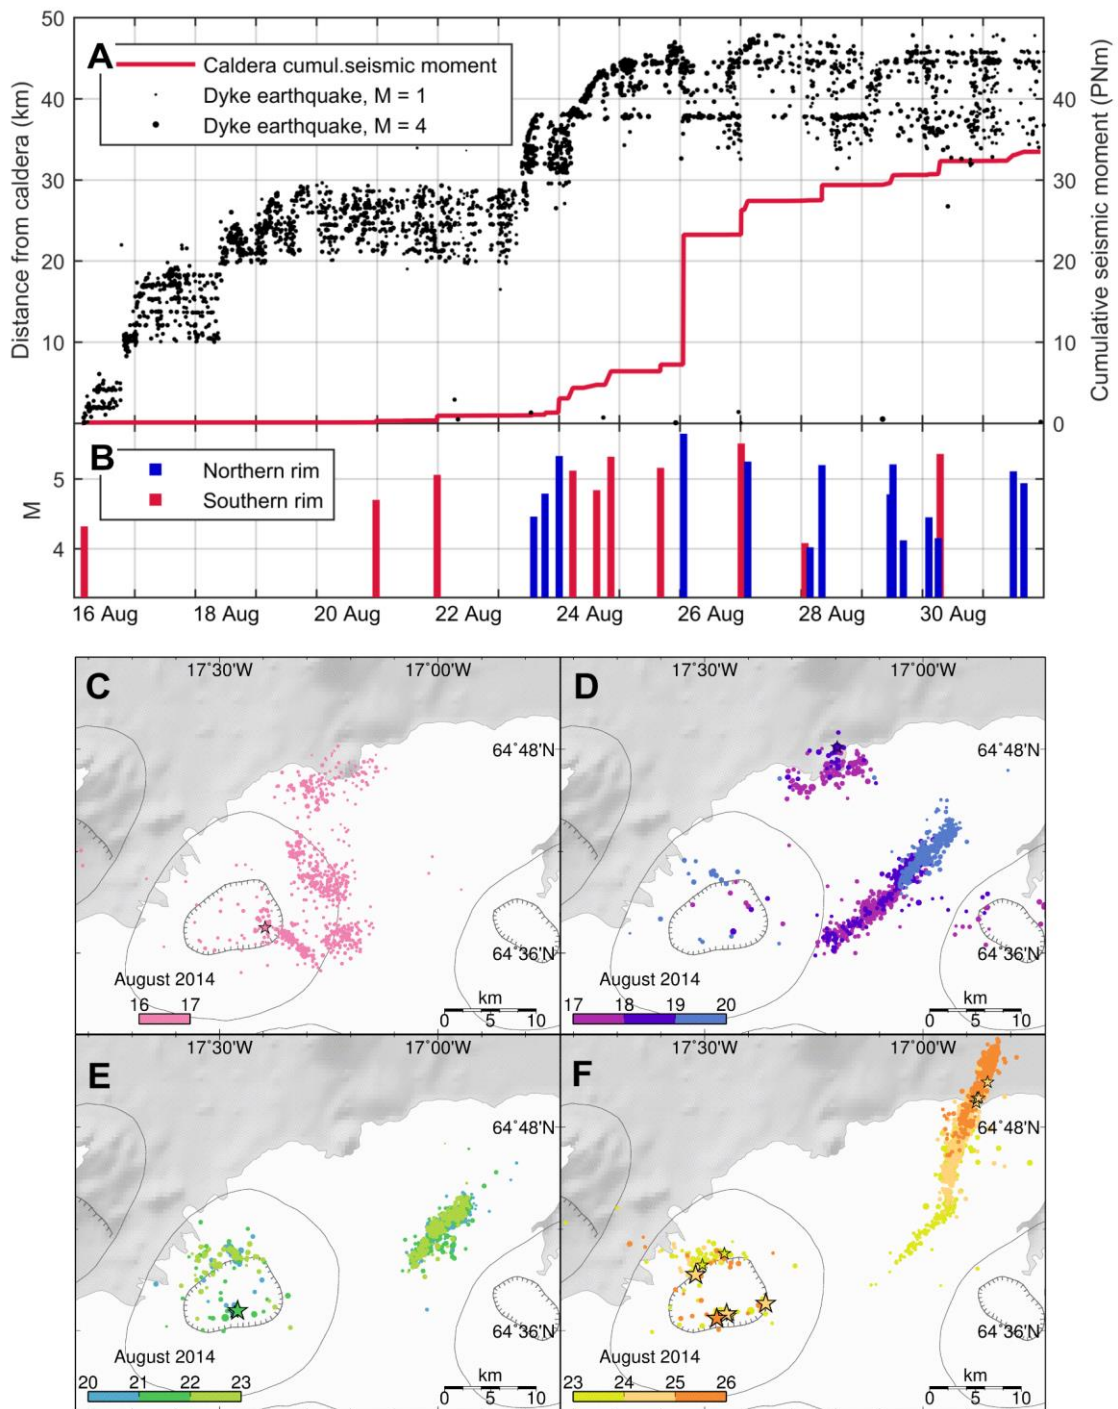 A
Caldera cumul.seismic moment
Dyke earthquake, M = 1
Dyke earthquake, M = 4
Distance from caldera (km)
50
40
30
20
10
Cumulative seismic moment (PNm)
40
30
20
10
0
B
Northern rim
Southern rim
M
5
4
16 Aug 18 Aug 20 Aug 22 Aug 24 Aug 26 Aug 28 Aug 30 Aug
C
17°30'W 17°00'W
64°48'N
64°36'N
August 2014
16 17
km
0 5 10
D
17°30'W 17°00'W
64°48'N
64°36'N
August 2014
17 18 19 20
km
0 5 10
E
17°30'W 17°00'W
64°48'N
64°36'N
August 2014
20 21 22 23
km
0 5 10
F
17°30'W 17°00'W
64°48'N
64°36'N
August 2014
23 24 25 26
km
0 5 10